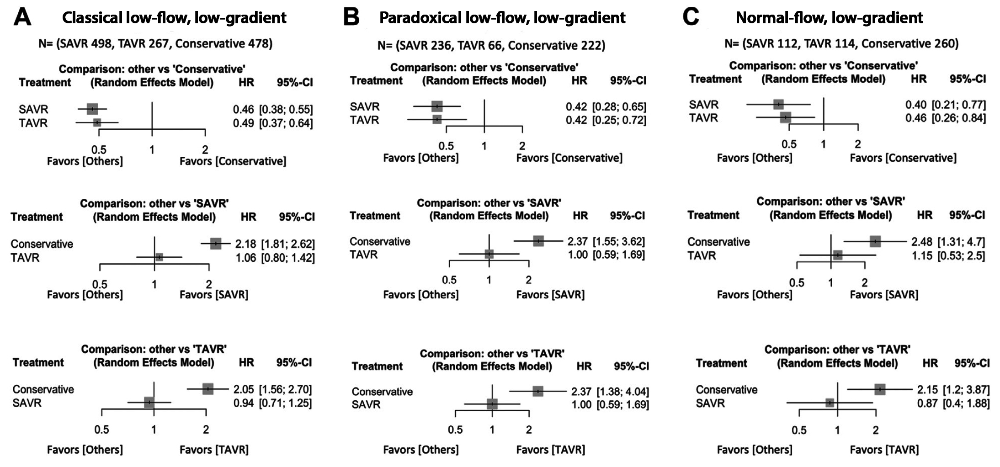 A Classical low-flow, low-gradient
N= (SAVR 498, TAVR 267, Conservative 478)
Comparison: other vs 'Conservative'
Treatment (Random Effects Model) HR 95%-CI
SAVR 0.46 [0.38; 0.55]
TAVR 0.49 [0.37; 0.64]
0.5 1 2
Favors [Others] Favors [Conservative]
Comparison: other vs 'SAVR'
Treatment (Random Effects Model) HR 95%-CI
Conservative 2.18 [1.81; 2.62]
TAVR 1.06 [0.80; 1.42]
0.5 1 2
Favors [Others] Favors [SAVR]
Comparison: other vs 'TAVR'
Treatment (Random Effects Model) HR 95%-CI
Conservative 2.05 [1.56; 2.70]
SAVR 0.94 [0.71; 1.25]
0.5 1 2
Favors [Others] Favors [TAVR]
B Paradoxical low-flow, low-gradient
N= (SAVR 236, TAVR 66, Conservative 222)
Comparison: other vs 'Conservative'
Treatment (Random Effects Model) HR 95%-CI
SAVR 0.42 [0.28; 0.65]
TAVR 0.42 [0.25; 0.72]
0.5 1 2
Favors [Others] Favors [Conservative]
Comparison: other vs 'SAVR'
Treatment (Random Effects Model) HR 95%-CI
Conservative 2.37 [1.55; 3.62]
TAVR 1.00 [0.59; 1.69]
0.5 1 2
Favors [Others] Favors [SAVR]
Comparison: other vs 'TAVR'
Treatment (Random Effects Model) HR 95%-CI
Conservative 2.37 [1.38; 4.04]
SAVR 1.00 [0.59; 1.69]
0.5 1 2
Favors [Others] Favors [TAVR]
C Normal-flow, low-gradient
N= (SAVR 112, TAVR 114, Conservative 260)
Comparison: other vs 'Conservative'
Treatment (Random Effects Model) HR 95%-CI
SAVR 0.40 [0.21; 0.77]
TAVR 0.46 [0.26; 0.84]
0.5 1 2
Favors [Others] Favors [Conservative]
Comparison: other vs 'SAVR'
Treatment (Random Effects Model) HR 95%-CI
Conservative 2.48 [1.31; 4.7]
TAVR 1.15 [0.53; 2.5]
0.5 1 2
Favors [Others] Favors [SAVR]
Comparison: other vs 'TAVR'
Treatment (Random Effects Model) HR 95%-CI
Conservative 2.15 [1.2; 3.87]
SAVR 0.87 [0.4; 1.88]
0.5 1 2
Favors [Others] Favors [TAVR]